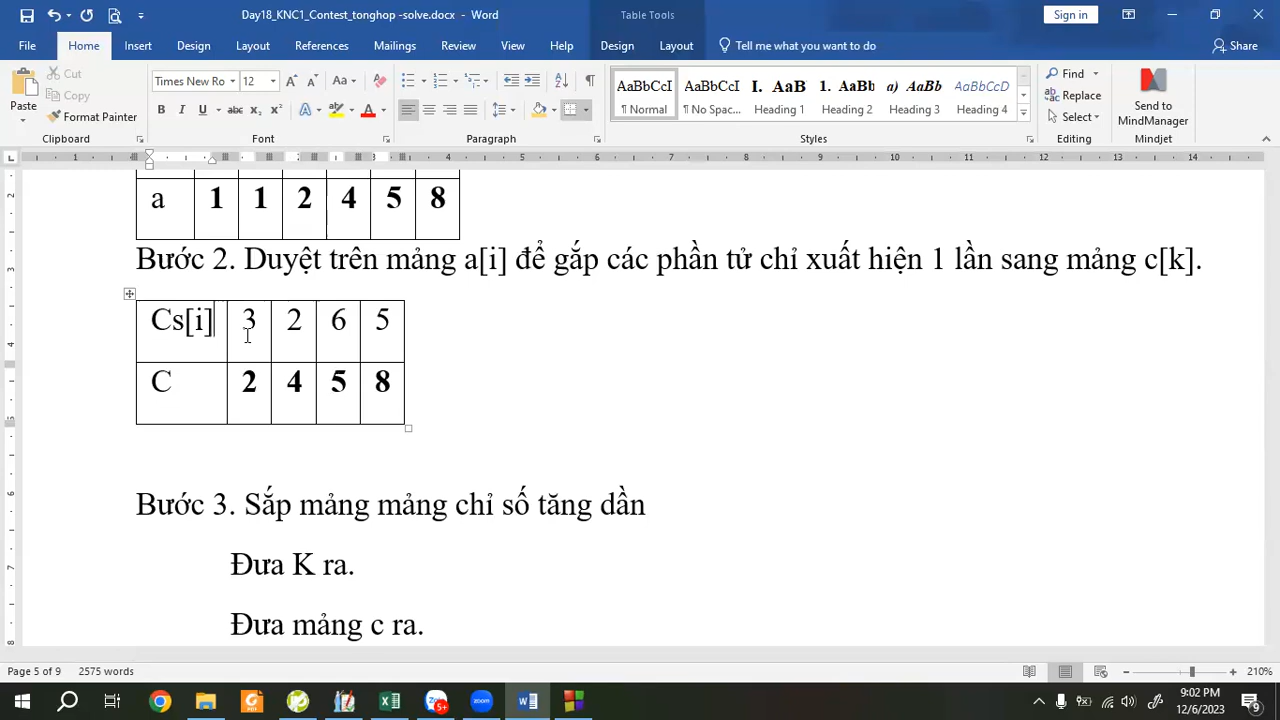 Day18_KNC1_Contest_tonghop -solve.docx - Word
Table Tools
Sign in
File Home Insert Design Layout References Mailings Review View Help Design Layout Tell me what you want to do Share
Paste
Cut
Copy
Format Painter
Clipboard
Times New Ro 12
Font
Paragraph
AaBbCcI AaBbCcI I. AaB 1. AaBb a) AaBb AaBbCcD
¶ Normal ¶ No Spac... Heading 1 Heading 2 Heading 3 Heading 4
Styles
Find
Replace
Select
Editing
Send to
MindManager
Mindjet
a 1 1 2 4 5 8
Bước 2. Duyệt trên mảng a[i] để gắp các phần tử chỉ xuất hiện 1 lần sang mảng c[k].
Cs[i] 3 2 6 5
C 2 4 5 8
Bước 3. Sắp mảng mảng chỉ số tăng dần
Đưa K ra.
Đưa mảng c ra.
Page 5 of 9 2575 words
210%
9:02 PM
12/6/2023